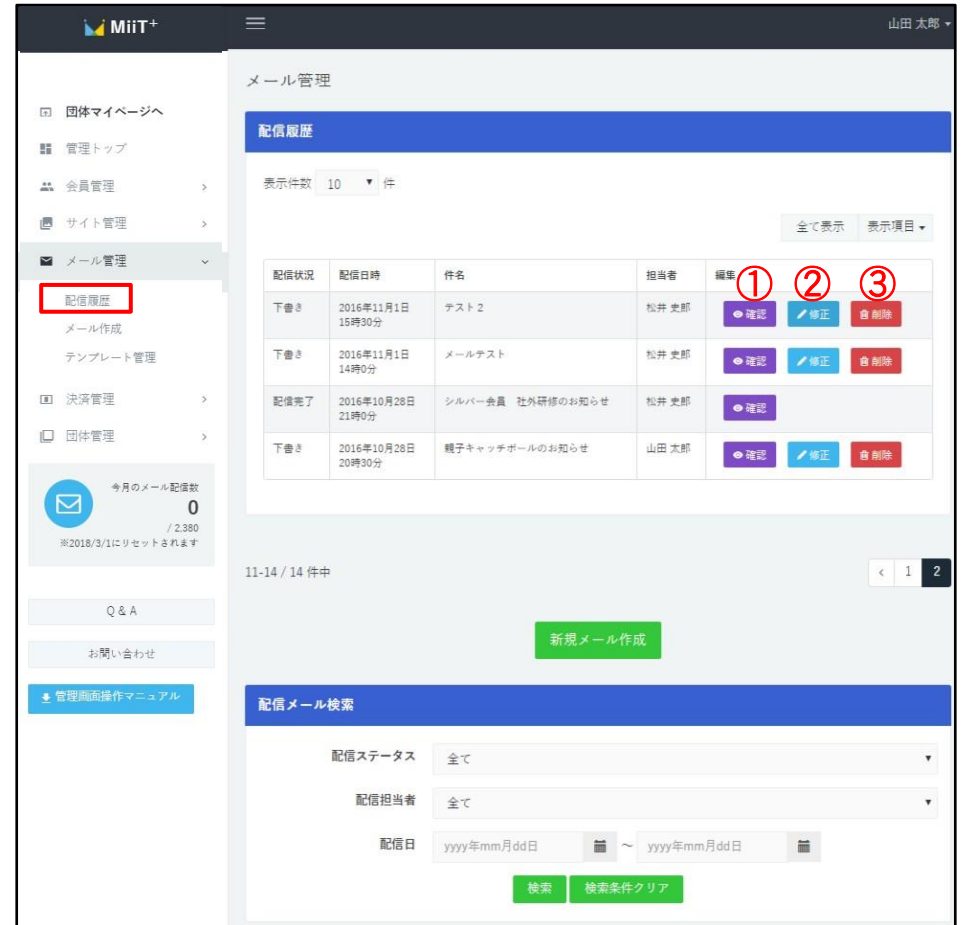 MiiT+
山田 太郎
団体マイページへ
管理トップ
会員管理
サイト管理
メール管理
配信履歴
メール作成
テンプレート管理
決済管理
団体管理
今月のメール配信数
0
/ 2,380
※2018/3/1にリセットされます
Q & A
お問い合わせ
管理画面操作マニュアル
メール管理
配信履歴
表示件数 10 件
全て表示 表示項目
配信状況 配信日時 件名 担当者 編集
① ② ③
下書き 2016年11月1日 テスト2 松井 史郎 確認 修正 削除
15時30分
下書き 2016年11月1日 メールテスト 松井 史郎 確認 修正 削除
14時0分
配信完了 2016年10月28日 シルバー会員 社外研修のお知らせ 松井 史郎 確認
21時0分
下書き 2016年10月28日 親子キャッチボールのお知らせ 山田 太郎 確認 修正 削除
20時30分
11-14 / 14 件中
< 1 2
新規メール作成
配信メール検索
配信ステータス 全て
配信担当者 全て
配信日 yyyy年mm月dd日 ～ yyyy年mm月dd日
検索 検索条件クリア